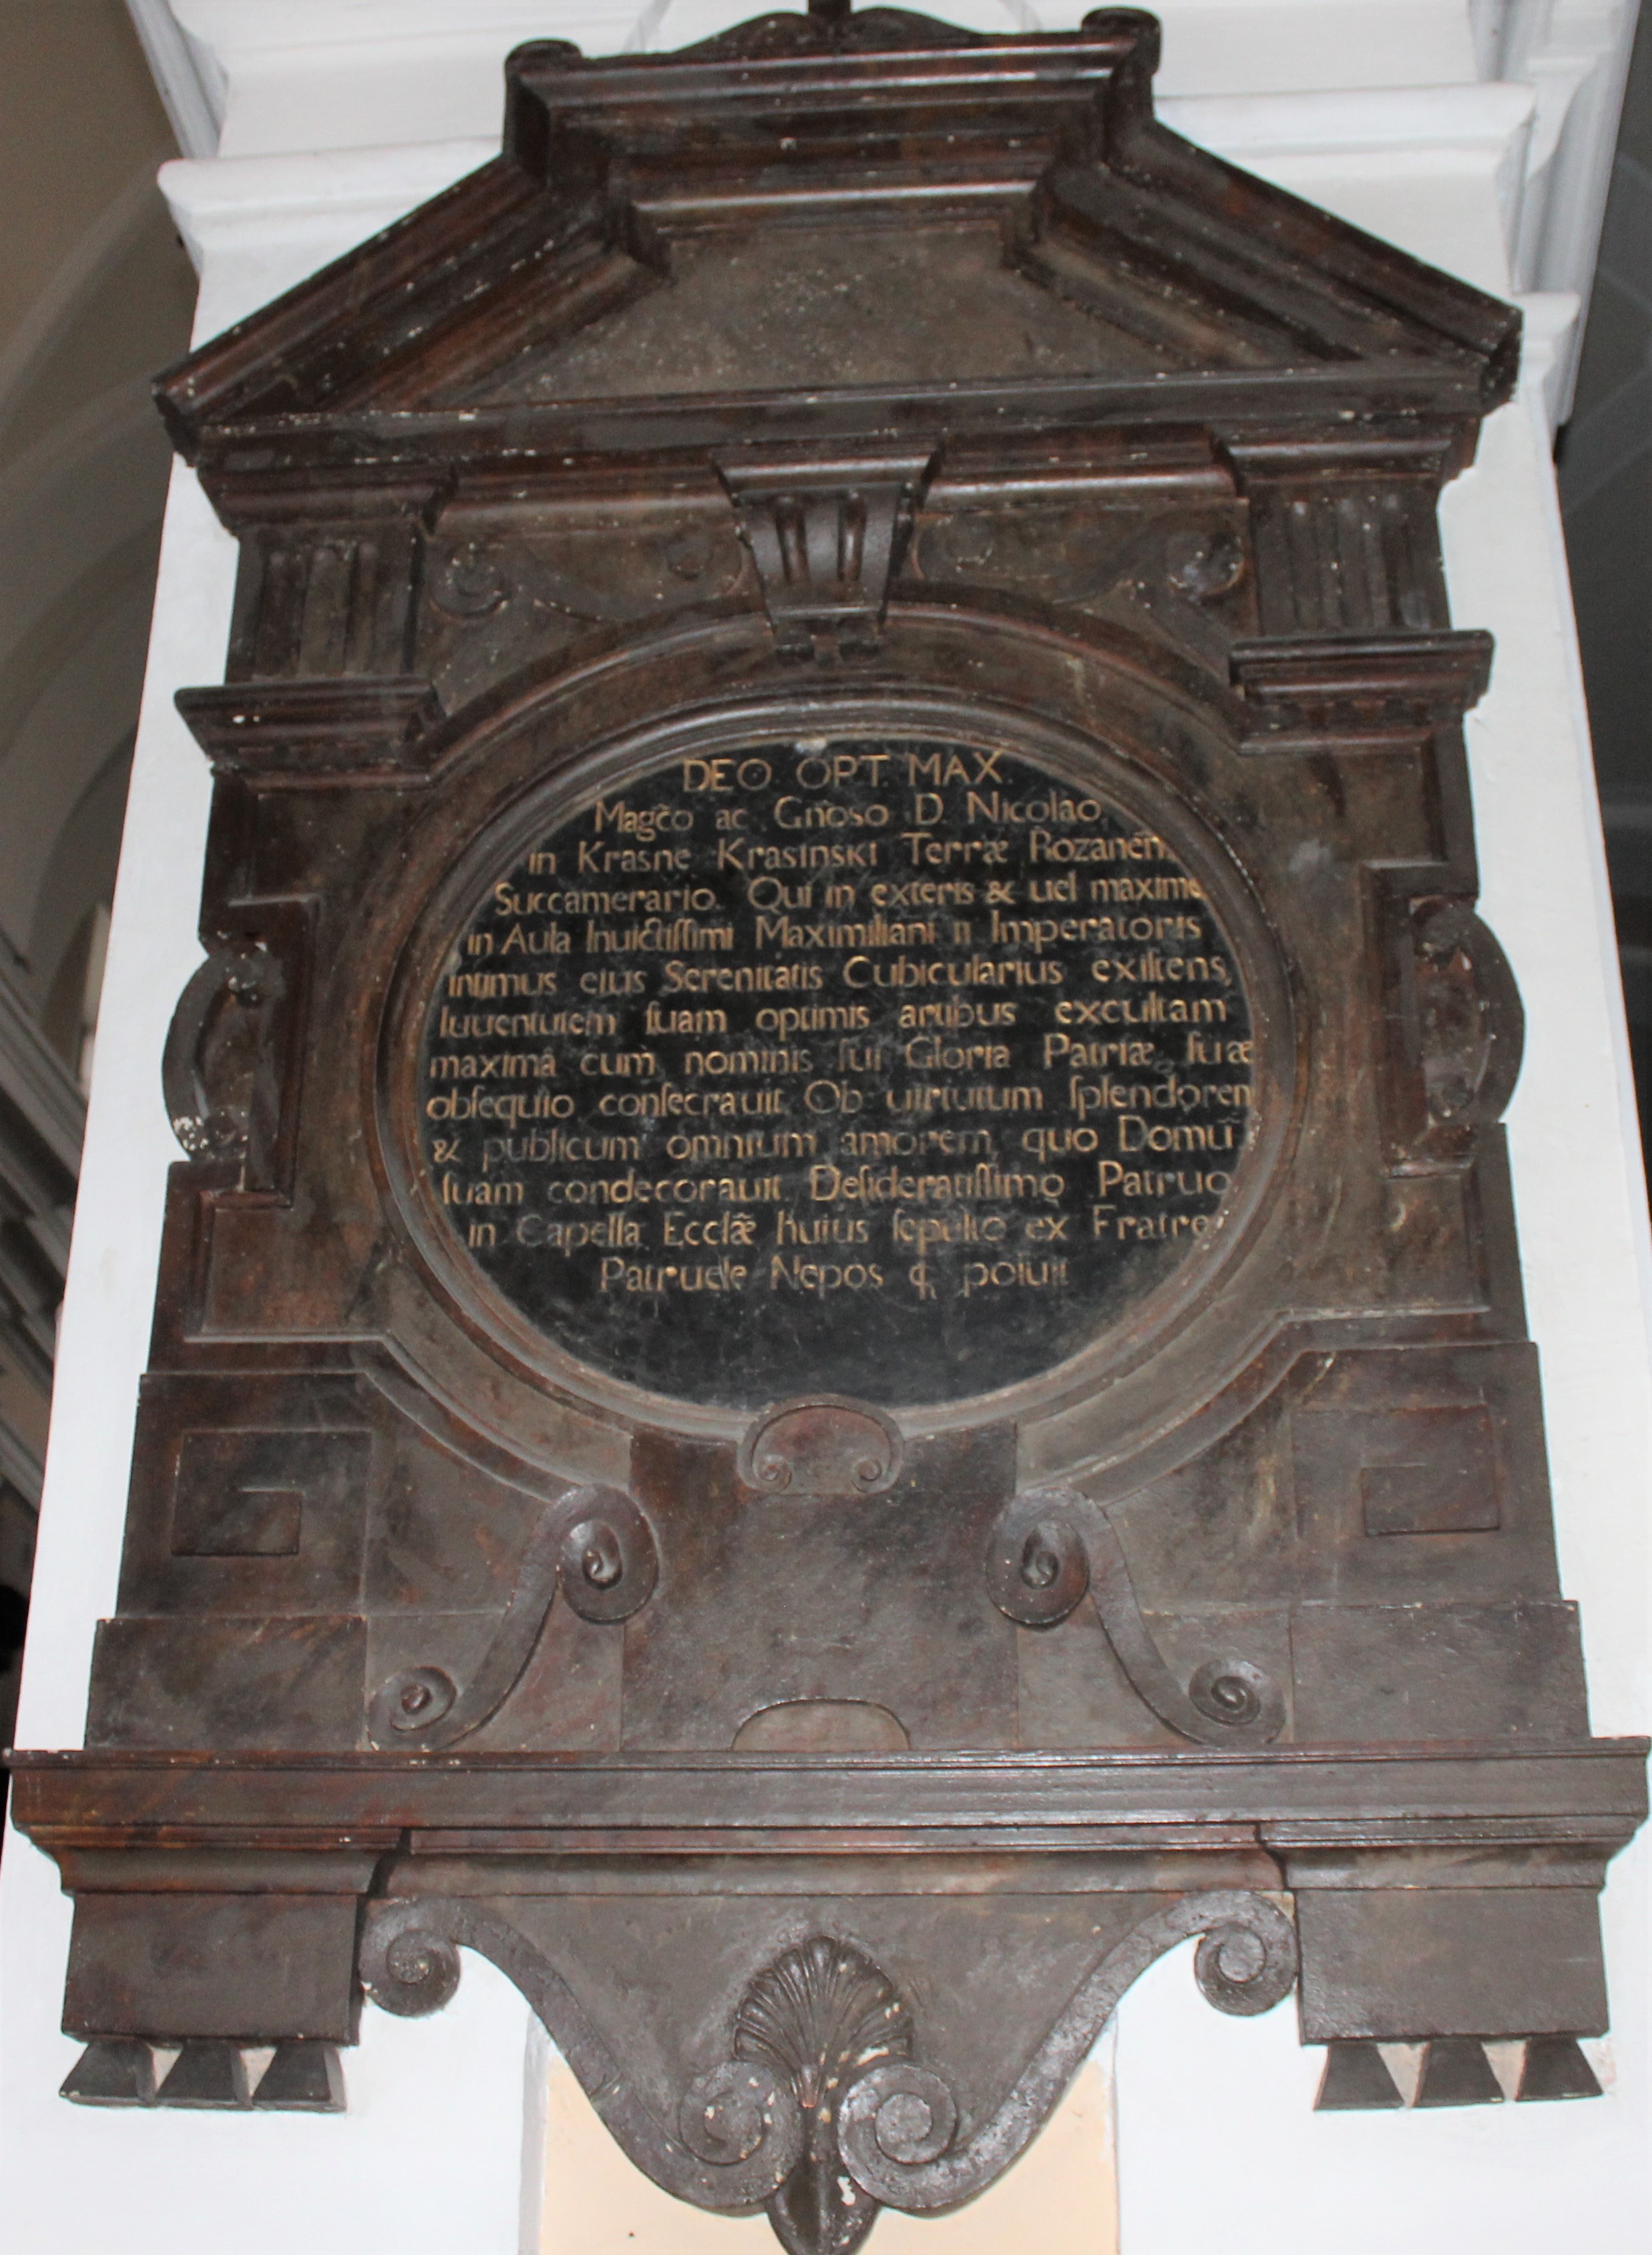 DEO OPT. MAX.
Magc̃o ac Gñoso D. Nicolao
in Krasne Krasinski Terræ Rozaneñ.
Succamerario. Qui in exteris & uel maxime
in Aula Inuictiſſimi Maximiliani II Imperatoris
intimus eius Serenitatis Cubicularius exiſtens,
Iuuentutem ſuam optimis artibus excultam
maximâ cum nominis ſui Gloria Patriæ ſuæ
obſequio conſecrauit. Ob uirtutum ſplendorem
& publicum omnium amorem, quo Domũ
ſuam condecorauit. Deſideratiſſimo Patruo
in Capella Ecclæ̃ huius ſepulto ex Fratre
Patruele Nepos poſuit